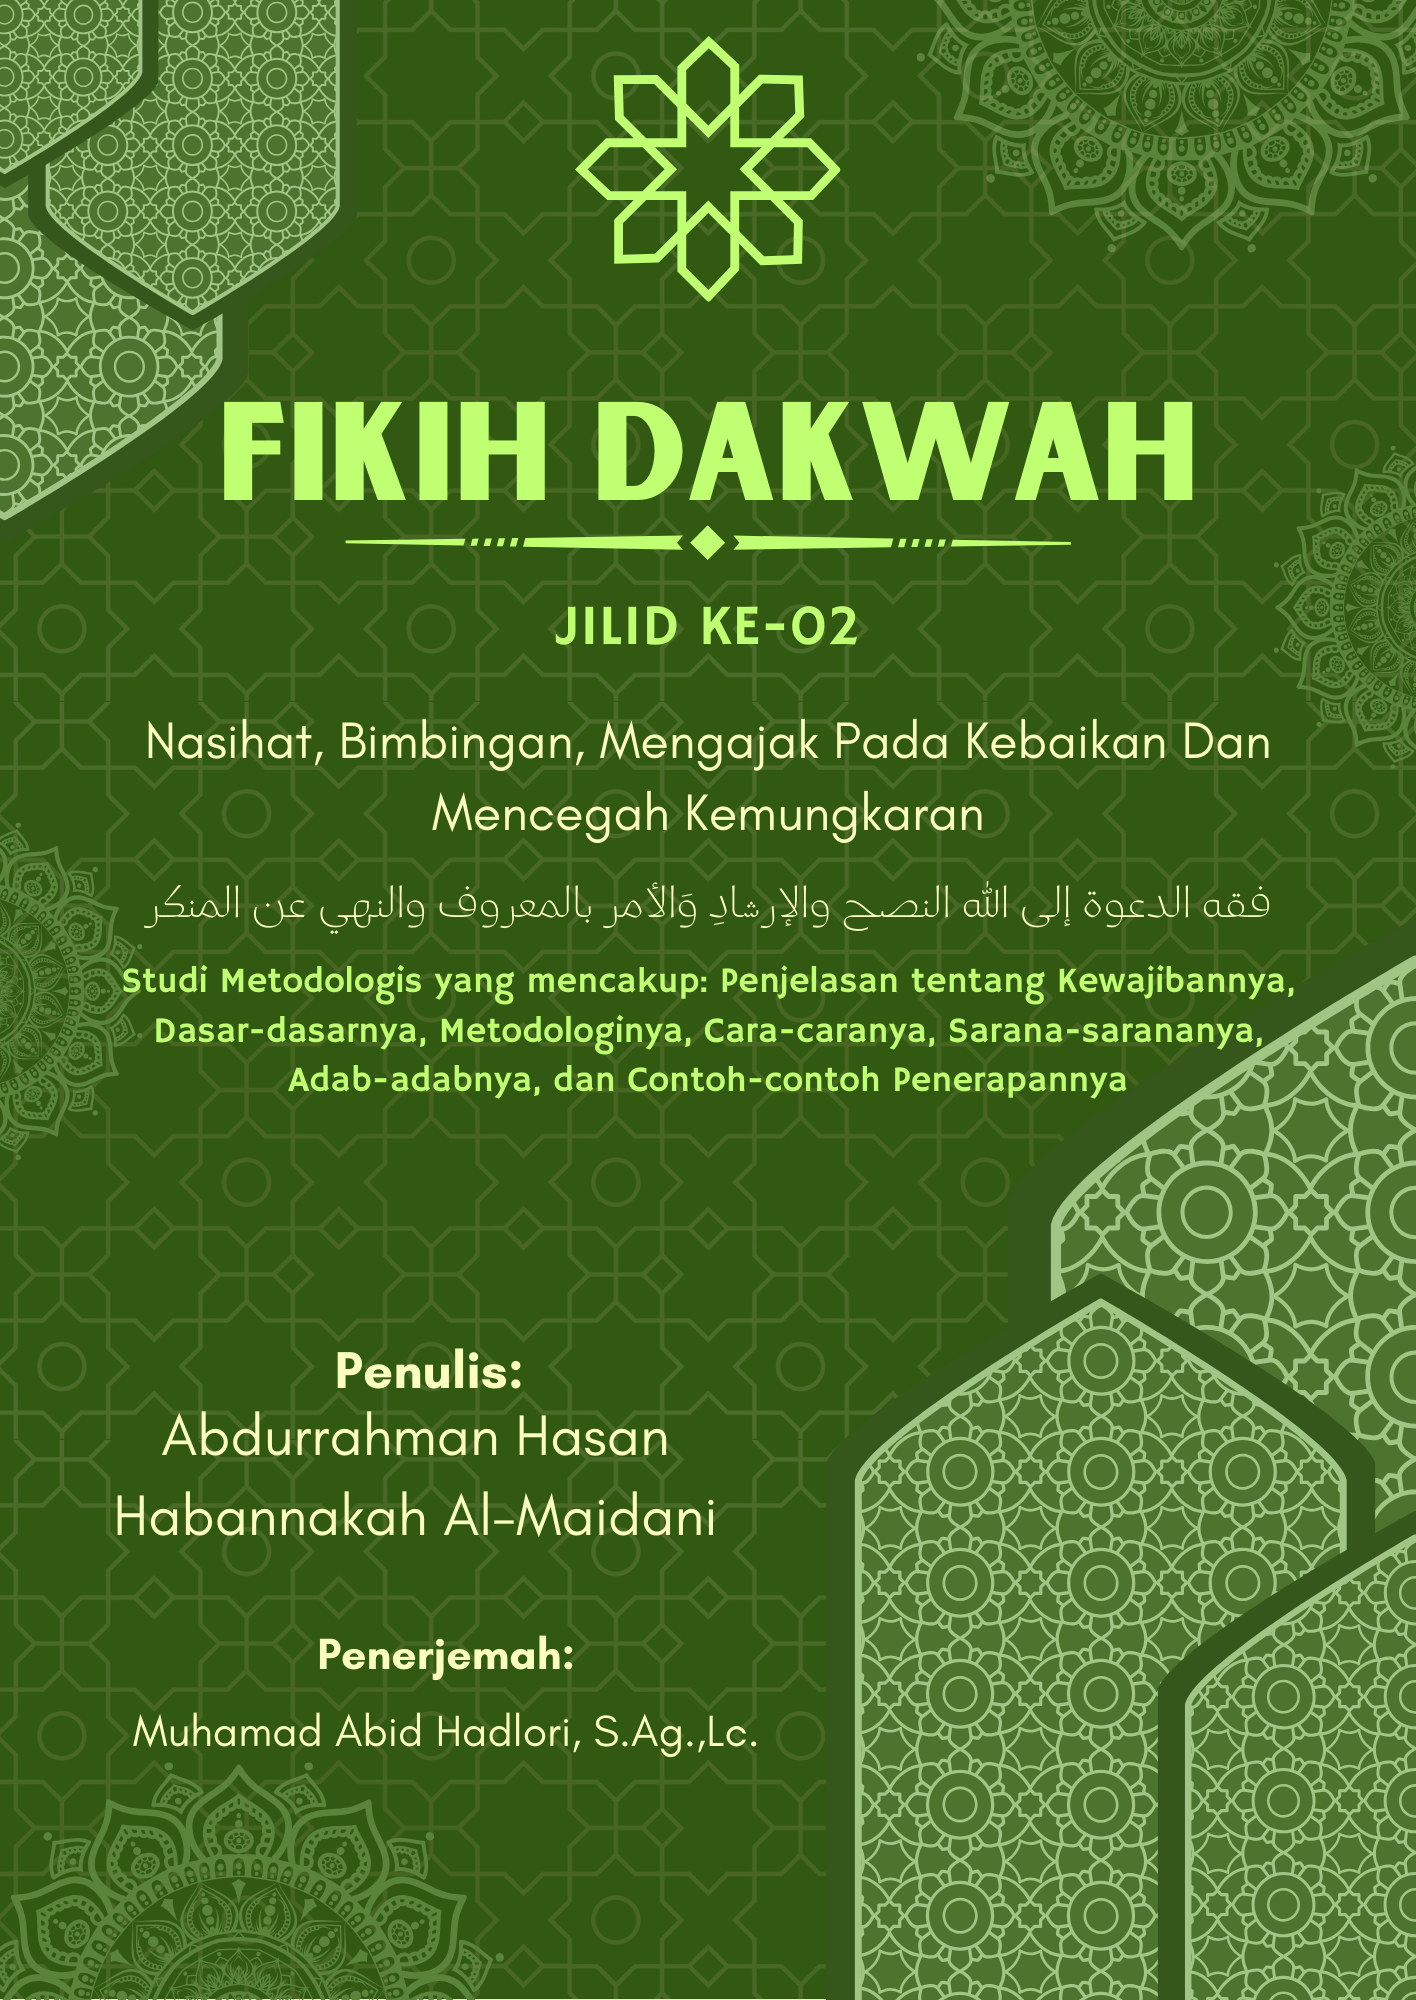 FIKIH DAKWAH
JILID KE-02
Nasihat, Bimbingan, Mengajak Pada Kebaikan Dan
Mencegah Kemungkaran
فقه الدعوة إلى الله النصح والإرشادِ وَالأمر بالمعروف والنهي عن المنكر
Studi Metodologis yang mencakup: Penjelasan tentang Kewajibannya,
Dasar-dasarnya, Metodologinya, Cara-caranya, Sarana-sarananya,
Adab-adabnya, dan Contoh-contoh Penerapannya
Penulis:
Abdurrahman Hasan
Habannakah Al-Maidani
Penerjemah:
Muhamad Abid Hadlori, S.Ag.,Lc.